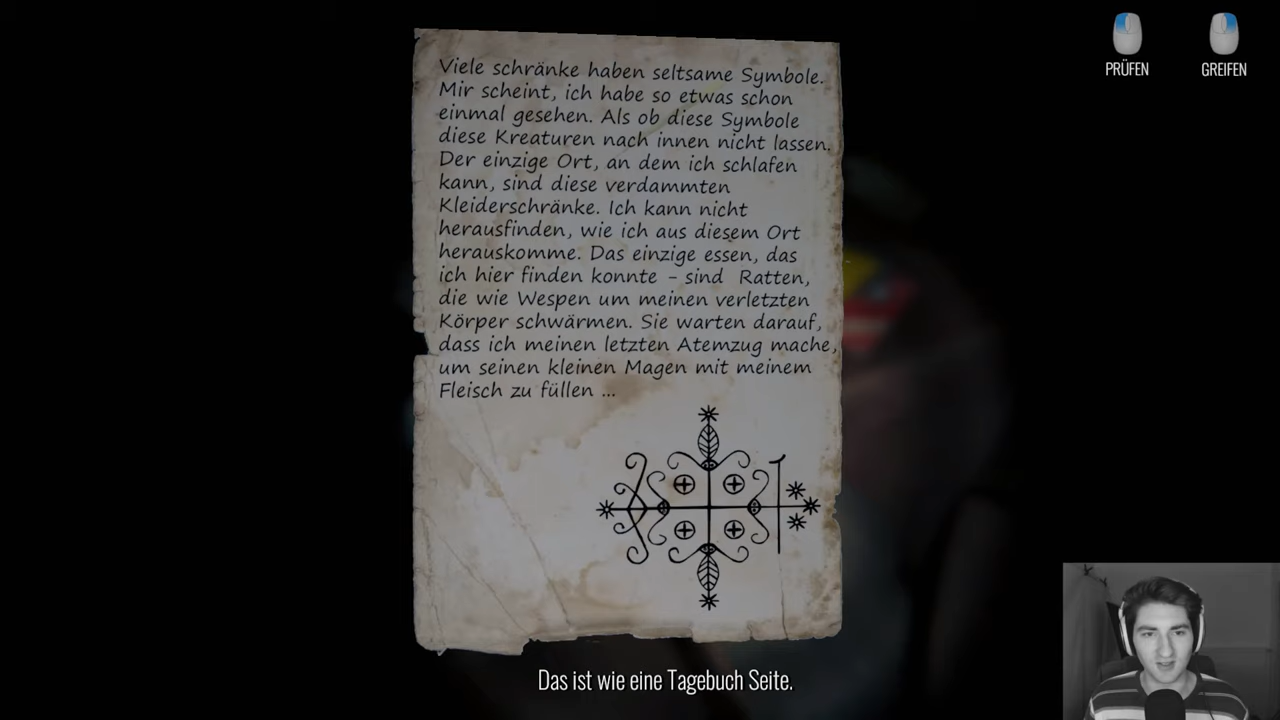 PRÜFEN
GREIFEN
Viele schränke haben seltsame Symbole.
Mir scheint, ich habe so etwas schon
einmal gesehen. Als ob diese Symbole
diese Kreaturen nach innen nicht lassen.
Der einzige Ort, an dem ich schlafen
kann, sind diese verdammten
Kleiderschränke. Ich kann nicht
herausfinden, wie ich aus diesem Ort
herauskomme. Das einzige essen, das
ich hier finden konnte - sind Ratten,
die wie Wespen um meinen verletzten
Körper schwärmen. Sie warten darauf,
dass ich meinen letzten Atemzug mache,
um seinen kleinen Magen mit meinem
Fleisch zu füllen ...
Das ist wie eine Tagebuch Seite.